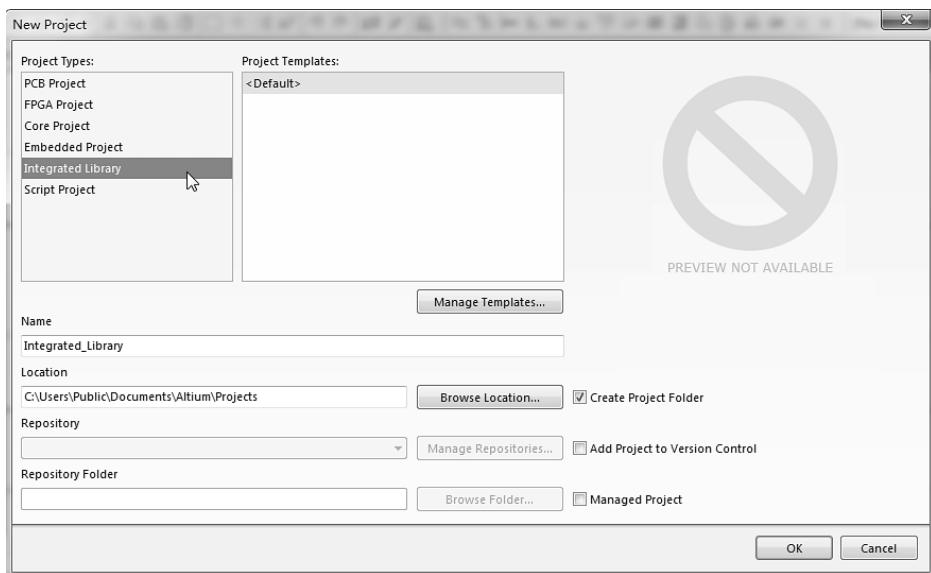 New Project
Project Types:
Project Templates:
PCB Project
<Default>
FPGA Project
Core Project
Embedded Project
Integrated Library
Script Project
PREVIEW NOT AVAILABLE
Manage Templates...
Name
Integrated_Library
Location
C:\Users\Public\Documents\Altium\Projects
Browse Location...
Create Project Folder
Repository
Manage Repositories...
Add Project to Version Control
Repository Folder
Browse Folder...
Managed Project
OK
Cancel